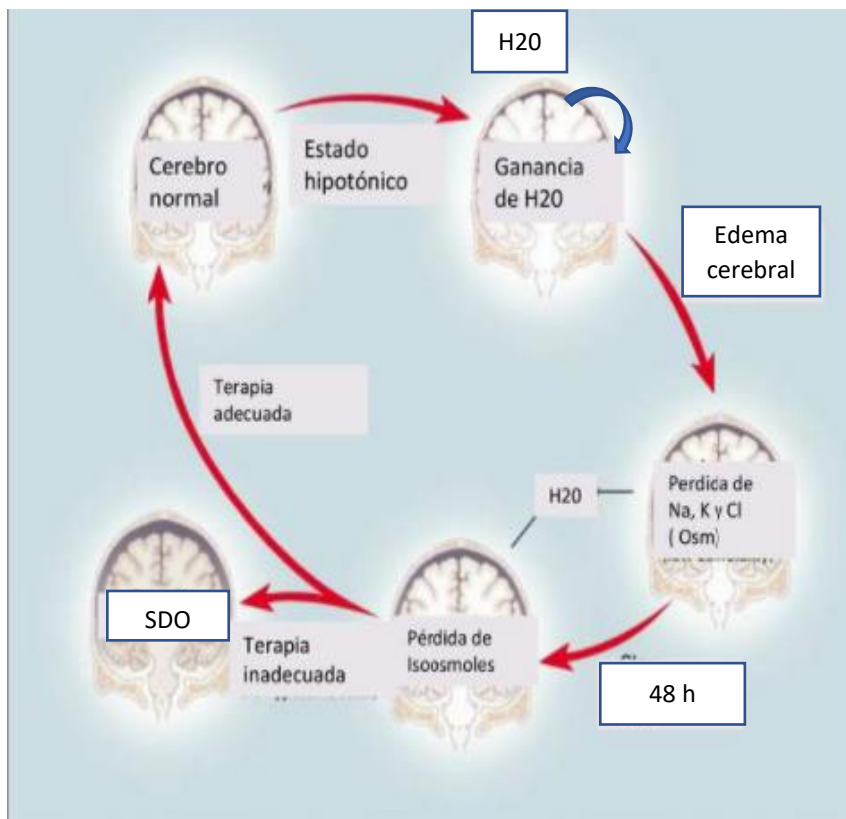 H20
Cerebro
normal
Estado
hipotónico
Ganancia
de H20
Edema
cerebral
Terapia
adecuada
H20
Perdida de
Na, K y Cl
( Osm)
SDO
Terapia
inadecuada
Pérdida de
Isoosmoles
48 h